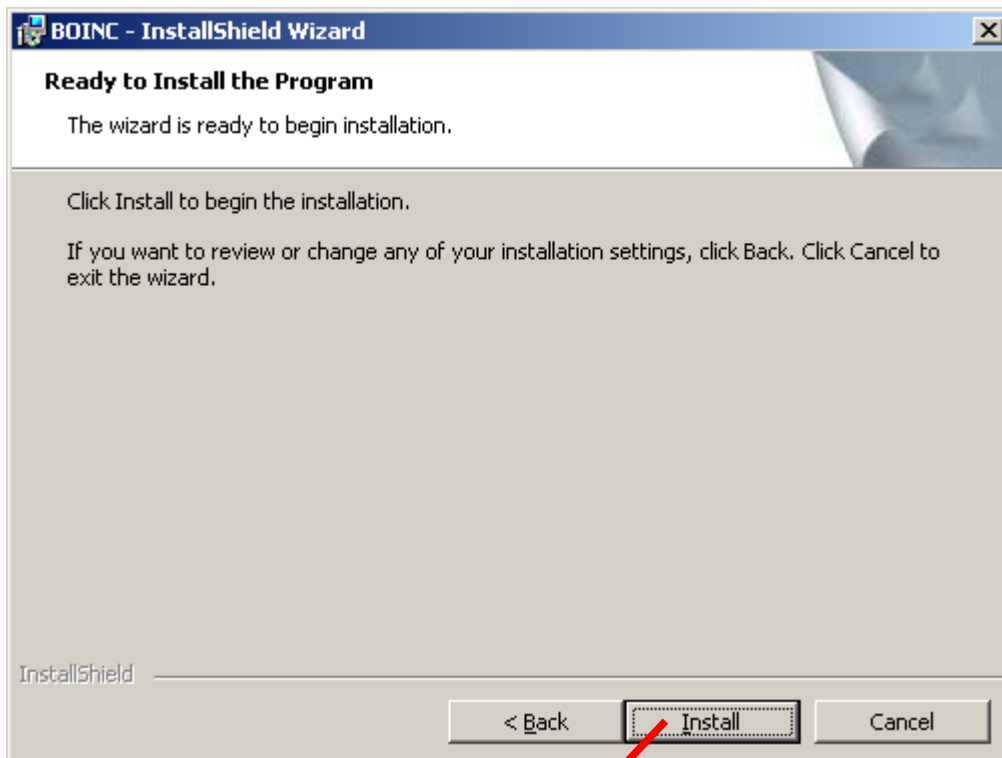 BOINC - InstallShield Wizard
Ready to Install the Program
The wizard is ready to begin installation.
Click Install to begin the installation.
If you want to review or change any of your installation settings, click Back. Click Cancel to
exit the wizard.
InstallShield
< Back Install Cancel